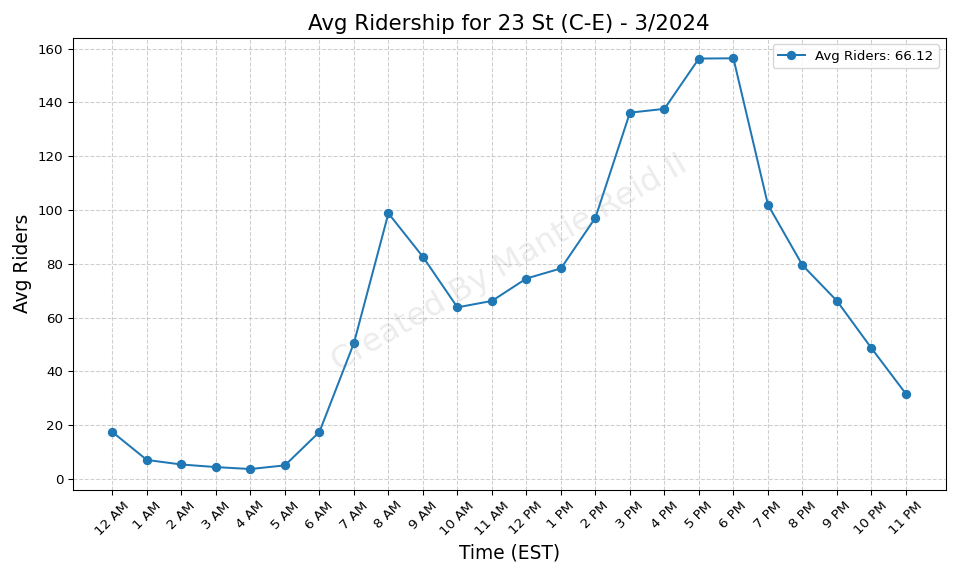 Avg Ridership for 23 St (C-E) - 3/2024
Avg Riders: 66.12
160
140
120
100
80
60
40
20
0
Avg Riders
Created By Mantle Reid II
12 AM
1 AM
2 AM
3 AM
4 AM
5 AM
6 AM
7 AM
8 AM
9 AM
10 AM
11 AM
12 PM
1 PM
2 PM
3 PM
4 PM
5 PM
6 PM
7 PM
8 PM
9 PM
10 PM
11 PM
Time (EST)